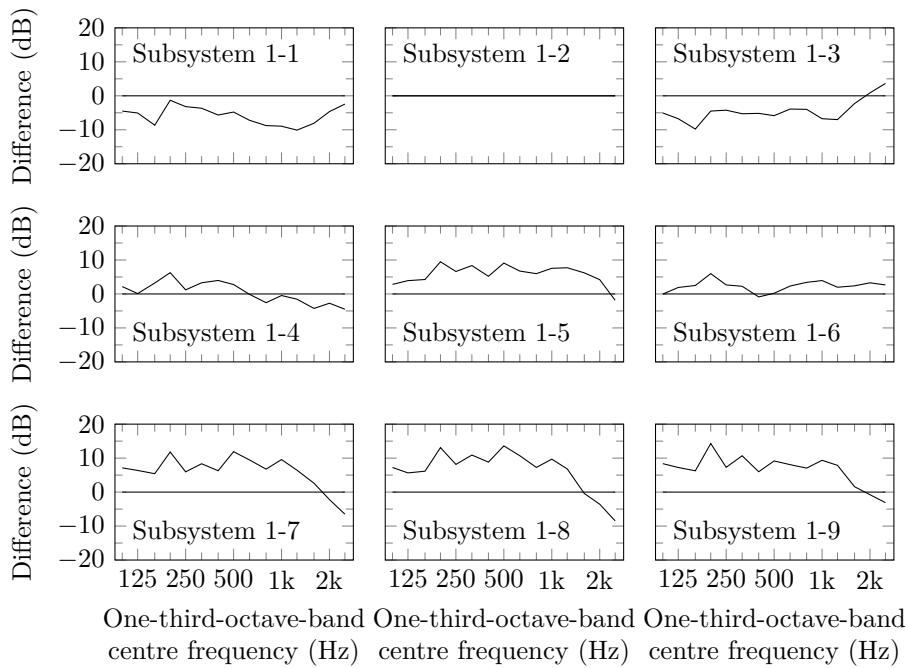 Difference (dB)
20
10
0
−10
−20
Subsystem 1-1
Subsystem 1-2
Subsystem 1-3
Difference (dB)
20
10
0
−10
−20
Subsystem 1-4
Subsystem 1-5
Subsystem 1-6
Difference (dB)
20
10
0
−10
−20
Subsystem 1-7
Subsystem 1-8
Subsystem 1-9
125 250 500 1k 2k
125 250 500 1k 2k
125 250 500 1k 2k
One-third-octave-band
centre frequency (Hz)
One-third-octave-band
centre frequency (Hz)
One-third-octave-band
centre frequency (Hz)